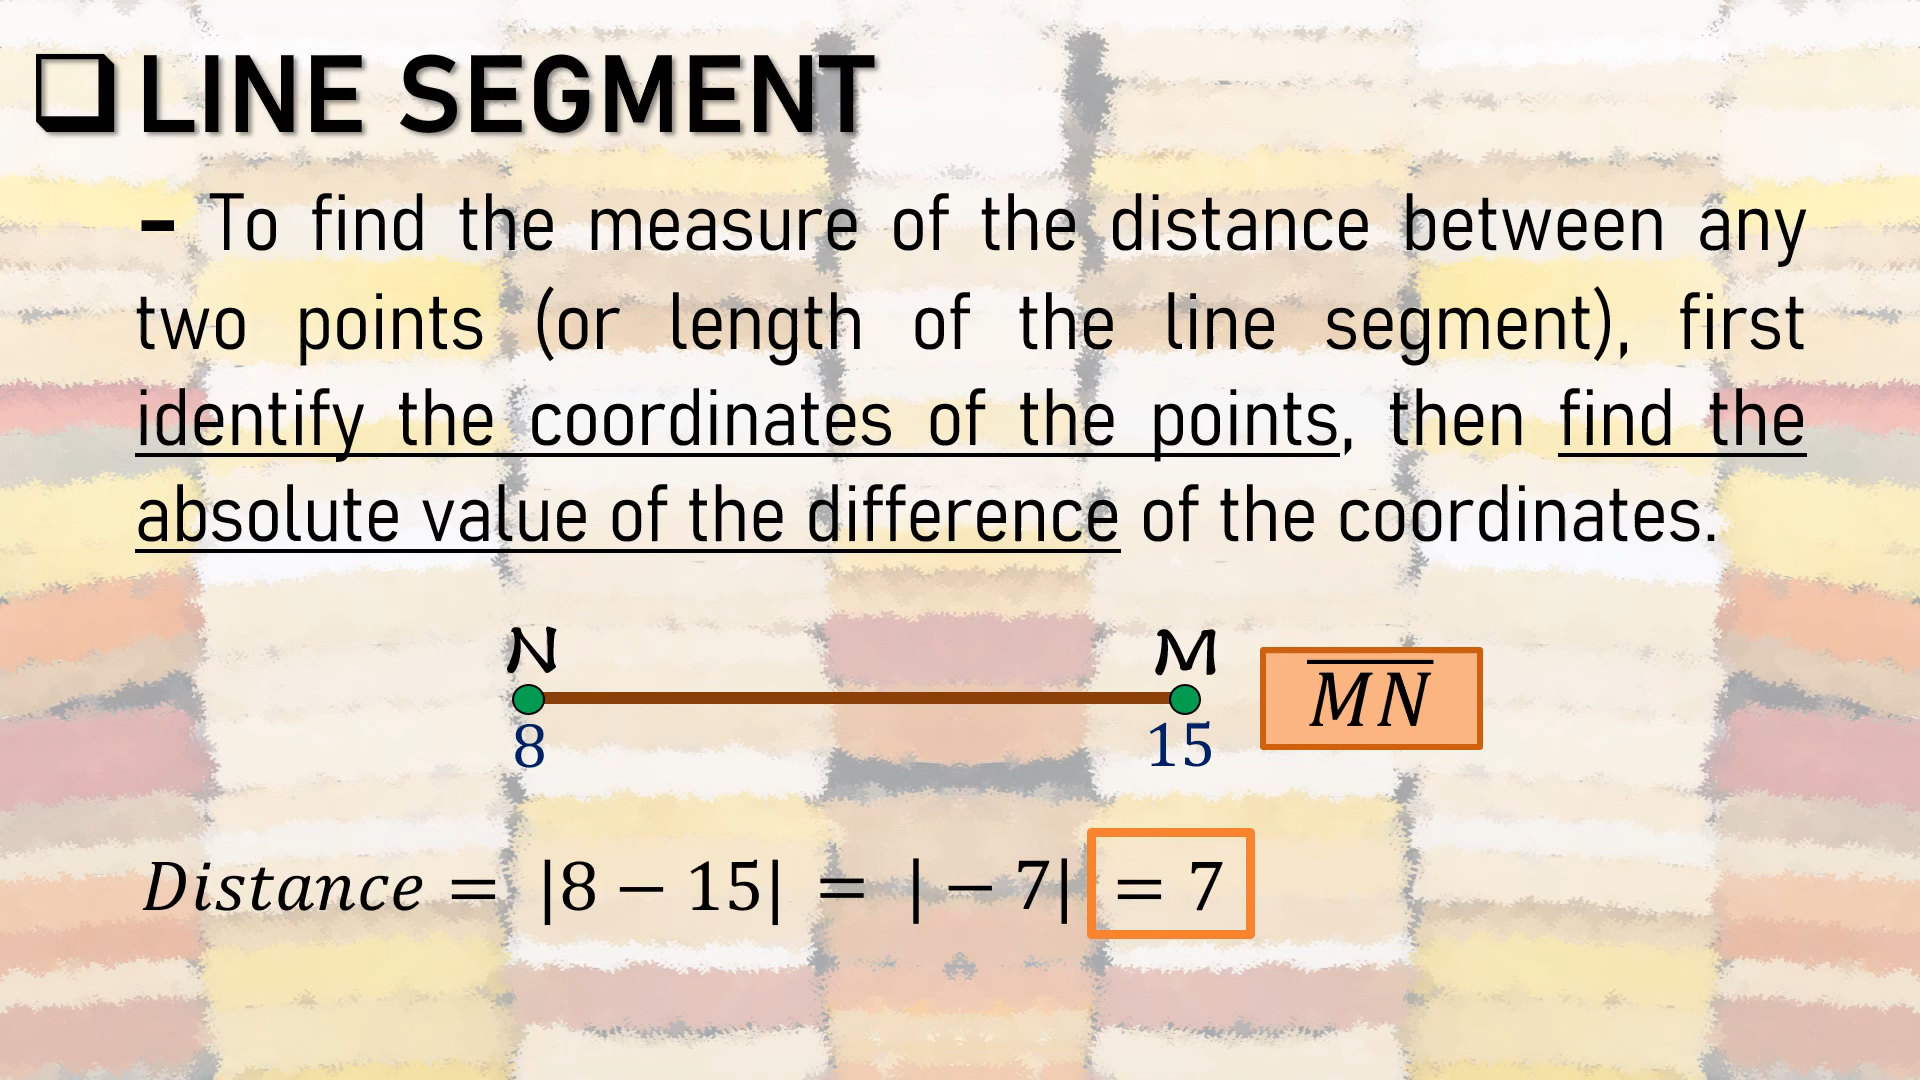 ❑ LINE SEGMENT
– To find the measure of the distance between any
two points (or length of the line segment), first
identify the coordinates of the points, then find the
absolute value of the difference of the coordinates.
N M
M̅N̅
8 15
Distance = |8 − 15| = | − 7| = 7